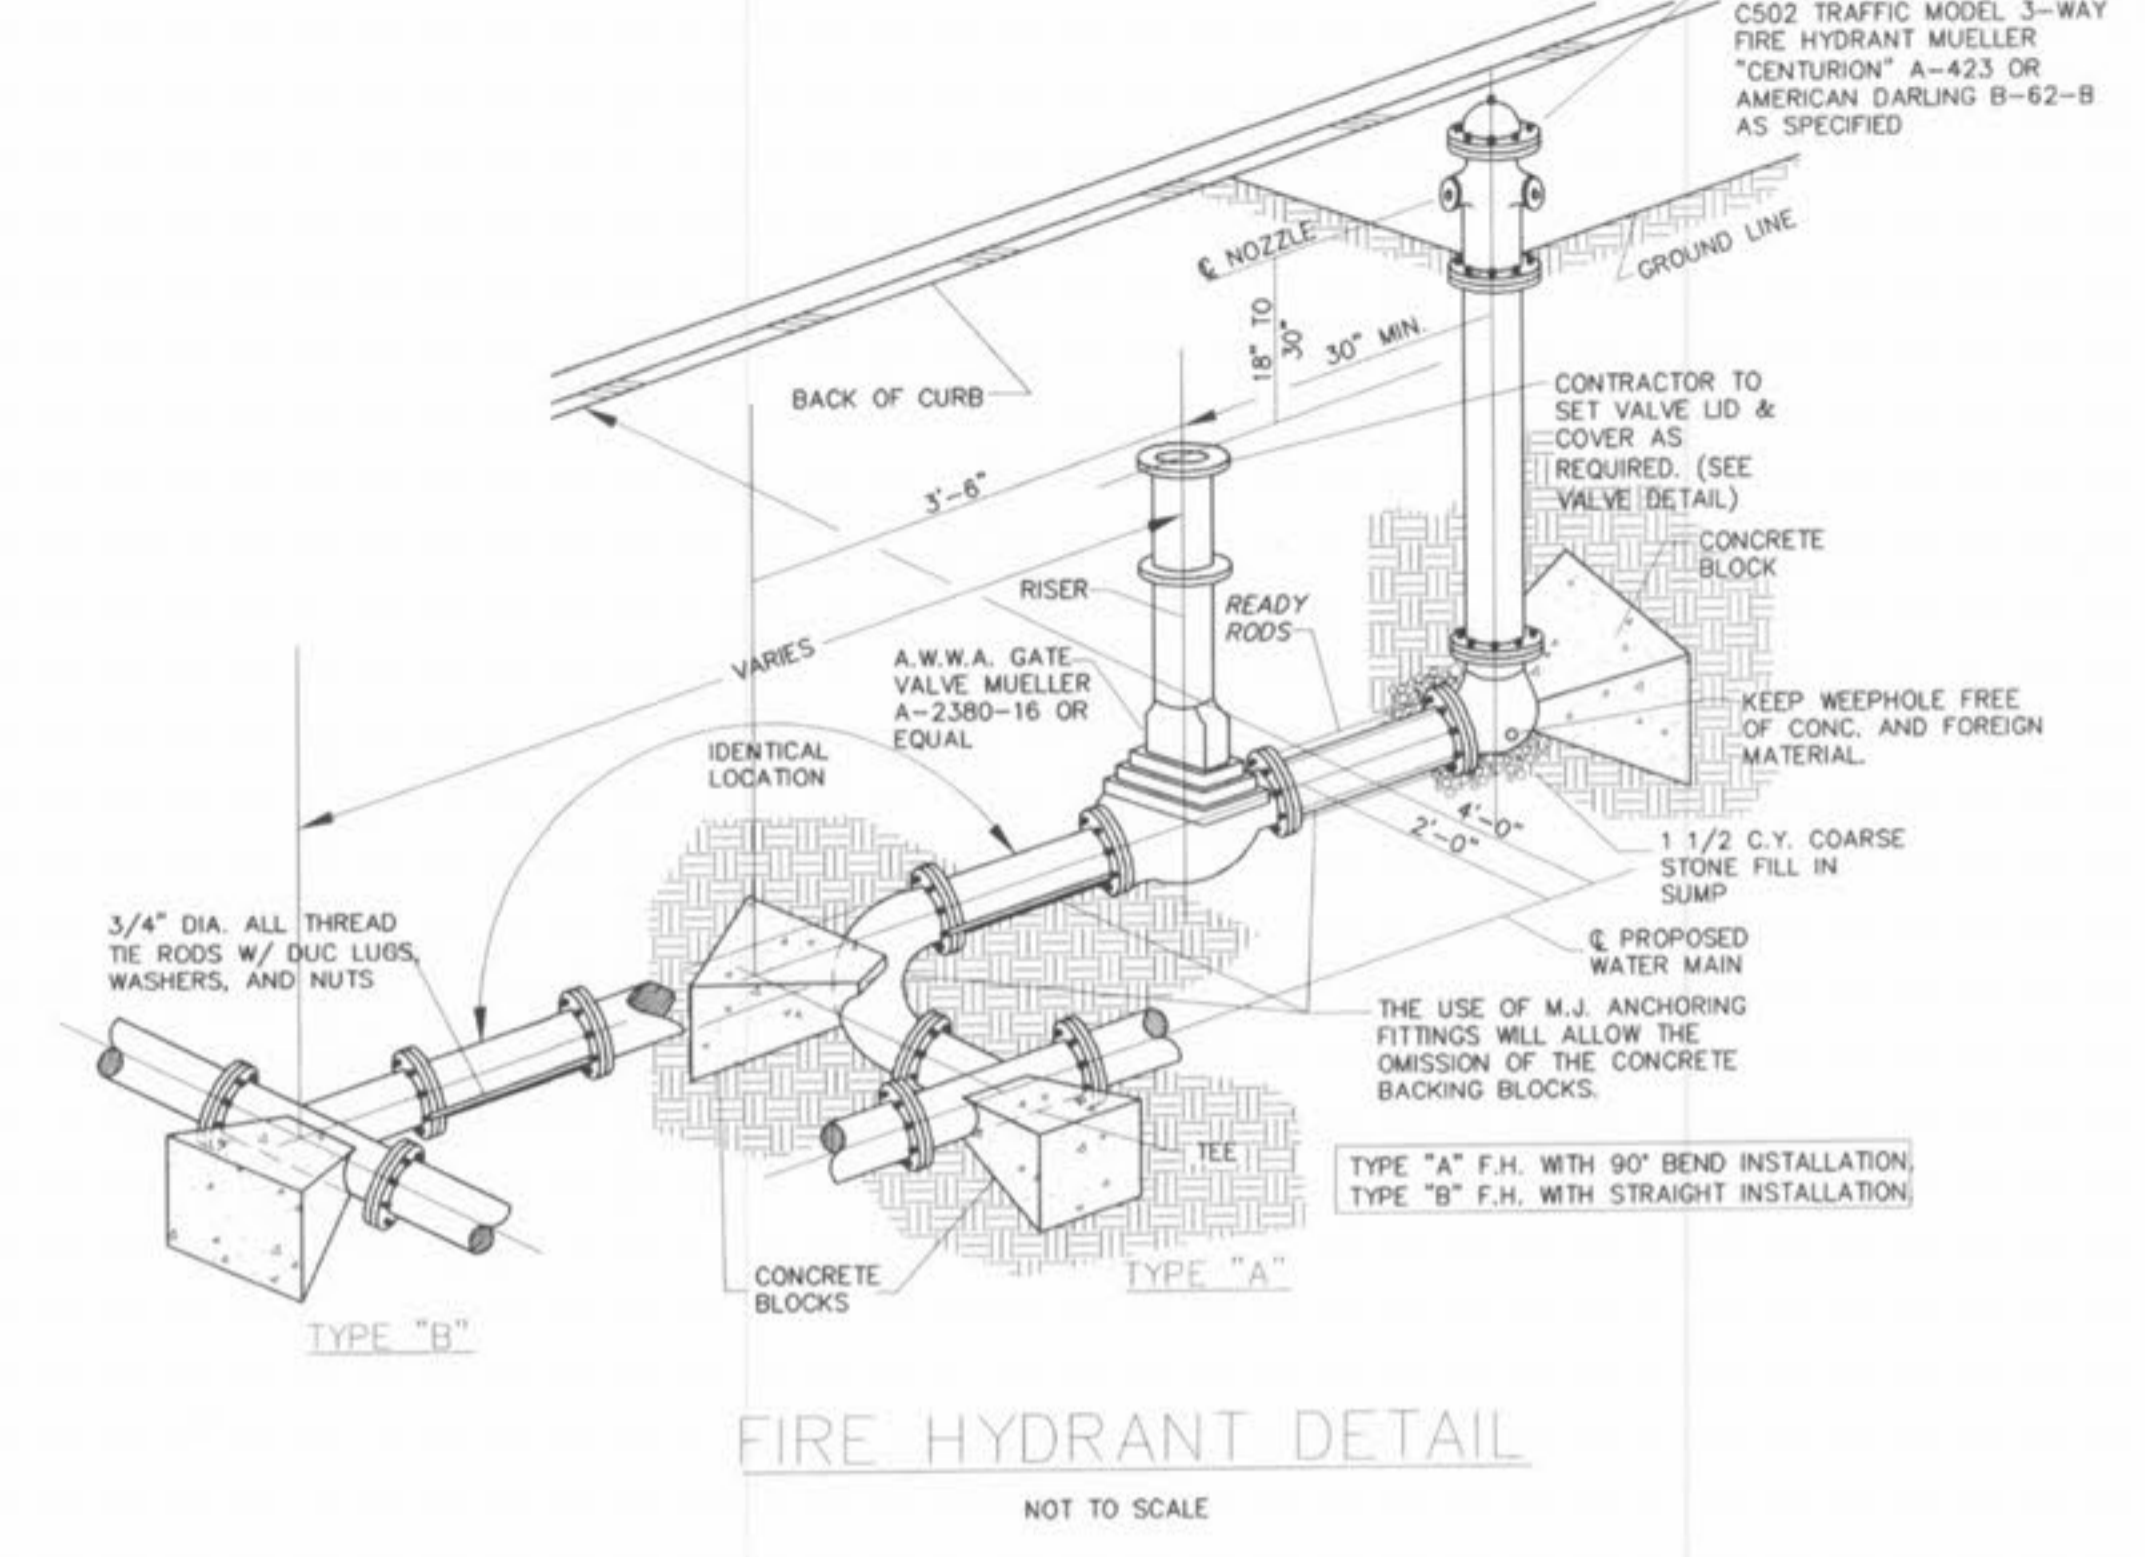 C502 TRAFFIC MODEL 3-WAY
FIRE HYDRANT MUELLER
"CENTURION" A-423 OR
AMERICAN DARLING B-62-B
AS SPECIFIED
℄ NOZZLE
GROUND LINE
18" TO
30"
30" MIN.
BACK OF CURB
CONTRACTOR TO
SET VALVE LID &
COVER AS
REQUIRED. (SEE
VALVE DETAIL)
3'-6"
CONCRETE
BLOCK
RISER
READY
RODS
VARIES
A.W.W.A. GATE
VALVE MUELLER
A-2380-16 OR
EQUAL
KEEP WEEPHOLE FREE
OF CONC. AND FOREIGN
MATERIAL.
IDENTICAL
LOCATION
4'-0"
2'-0"
1 1/2 C.Y. COARSE
STONE FILL IN
SUMP
3/4" DIA. ALL THREAD
TIE RODS W/ DUC LUGS,
WASHERS, AND NUTS
℄ PROPOSED
WATER MAIN
THE USE OF M.J. ANCHORING
FITTINGS WILL ALLOW THE
OMISSION OF THE CONCRETE
BACKING BLOCKS.
TEE
TYPE "A" F.H. WITH 90° BEND INSTALLATION,
TYPE "B" F.H. WITH STRAIGHT INSTALLATION,
CONCRETE
BLOCKS
TYPE "A"
TYPE "B"
FIRE HYDRANT DETAIL
NOT TO SCALE